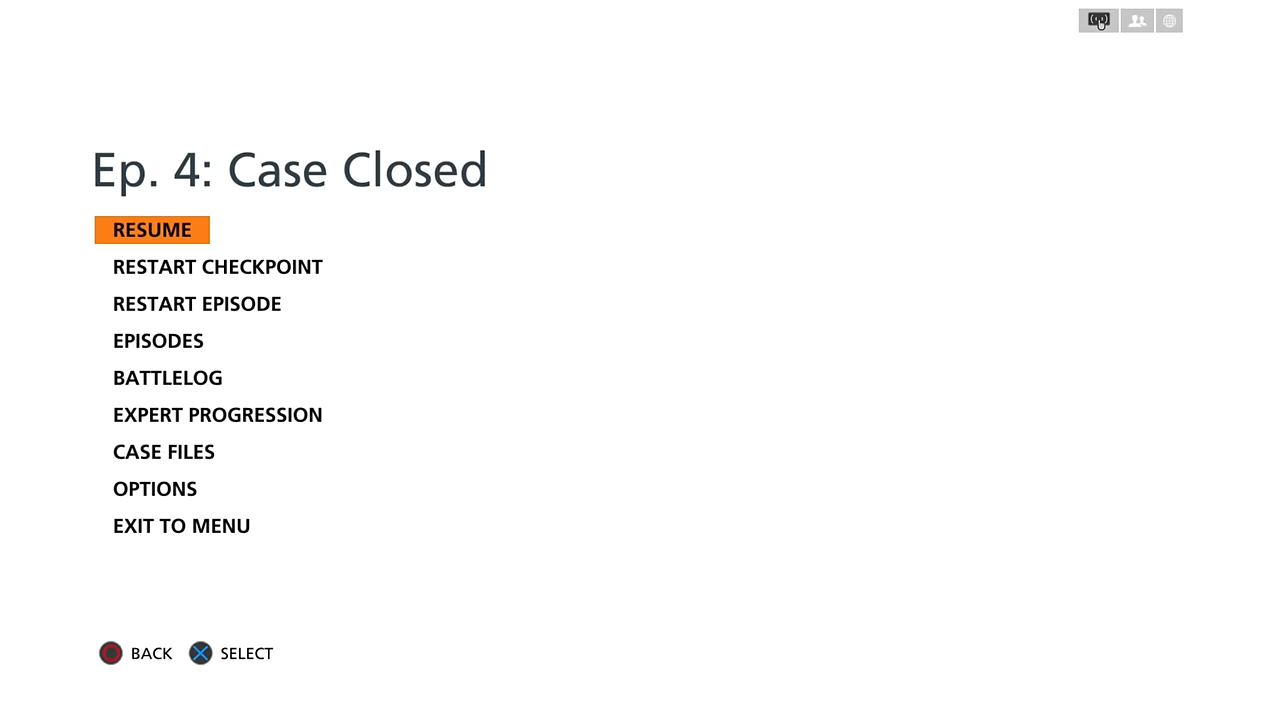 Ep. 4: Case Closed
RESUME
RESTART CHECKPOINT
RESTART EPISODE
EPISODES
BATTLELOG
EXPERT PROGRESSION
CASE FILES
OPTIONS
EXIT TO MENU
BACK SELECT